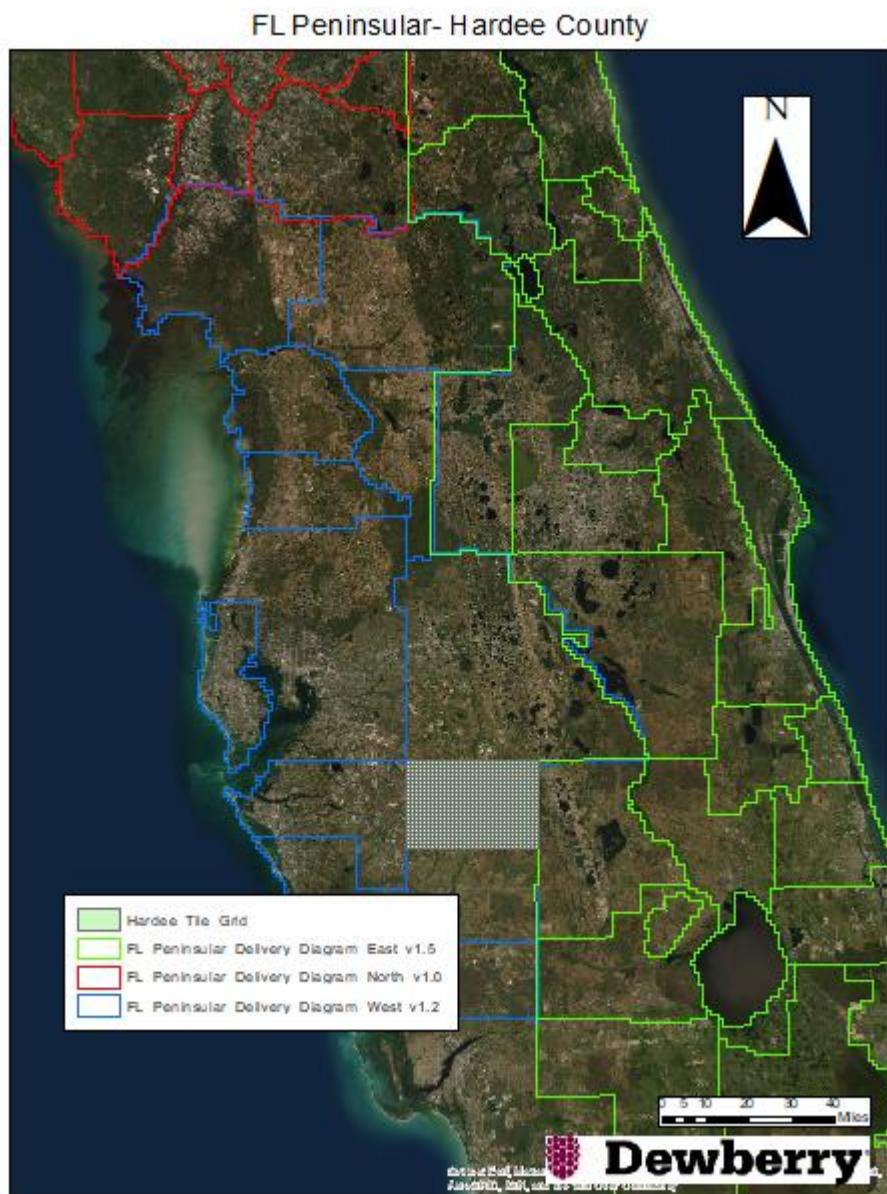 FL Peninsular- Hardee County
N
Hardee Tile Grid
FL Peninsular Delivery Diagram East v1.5
FL Peninsular Delivery Diagram North v1.0
FL Peninsular Delivery Diagram West v1.2
0 5 10 20 30 40
Miles
Dewberry